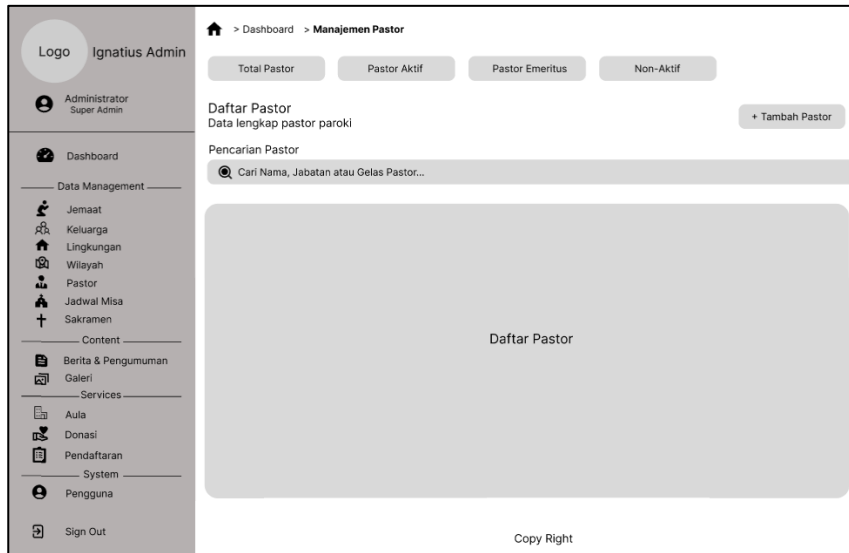 Logo
Ignatius Admin
Administrator
Super Admin
Dashboard
Data Management
Jemaat
Keluarga
Lingkungan
Wilayah
Pastor
Jadwal Misa
Sakramen
Content
Berita & Pengumuman
Galeri
Services
Aula
Donasi
Pendaftaran
System
Pengguna
Sign Out
> Dashboard > Manajemen Pastor
Total Pastor
Pastor Aktif
Pastor Emeritus
Non-Aktif
Daftar Pastor
Data lengkap pastor paroki
+ Tambah Pastor
Pencarian Pastor
Cari Nama, Jabatan atau Gelas Pastor...
Daftar Pastor
Copy Right